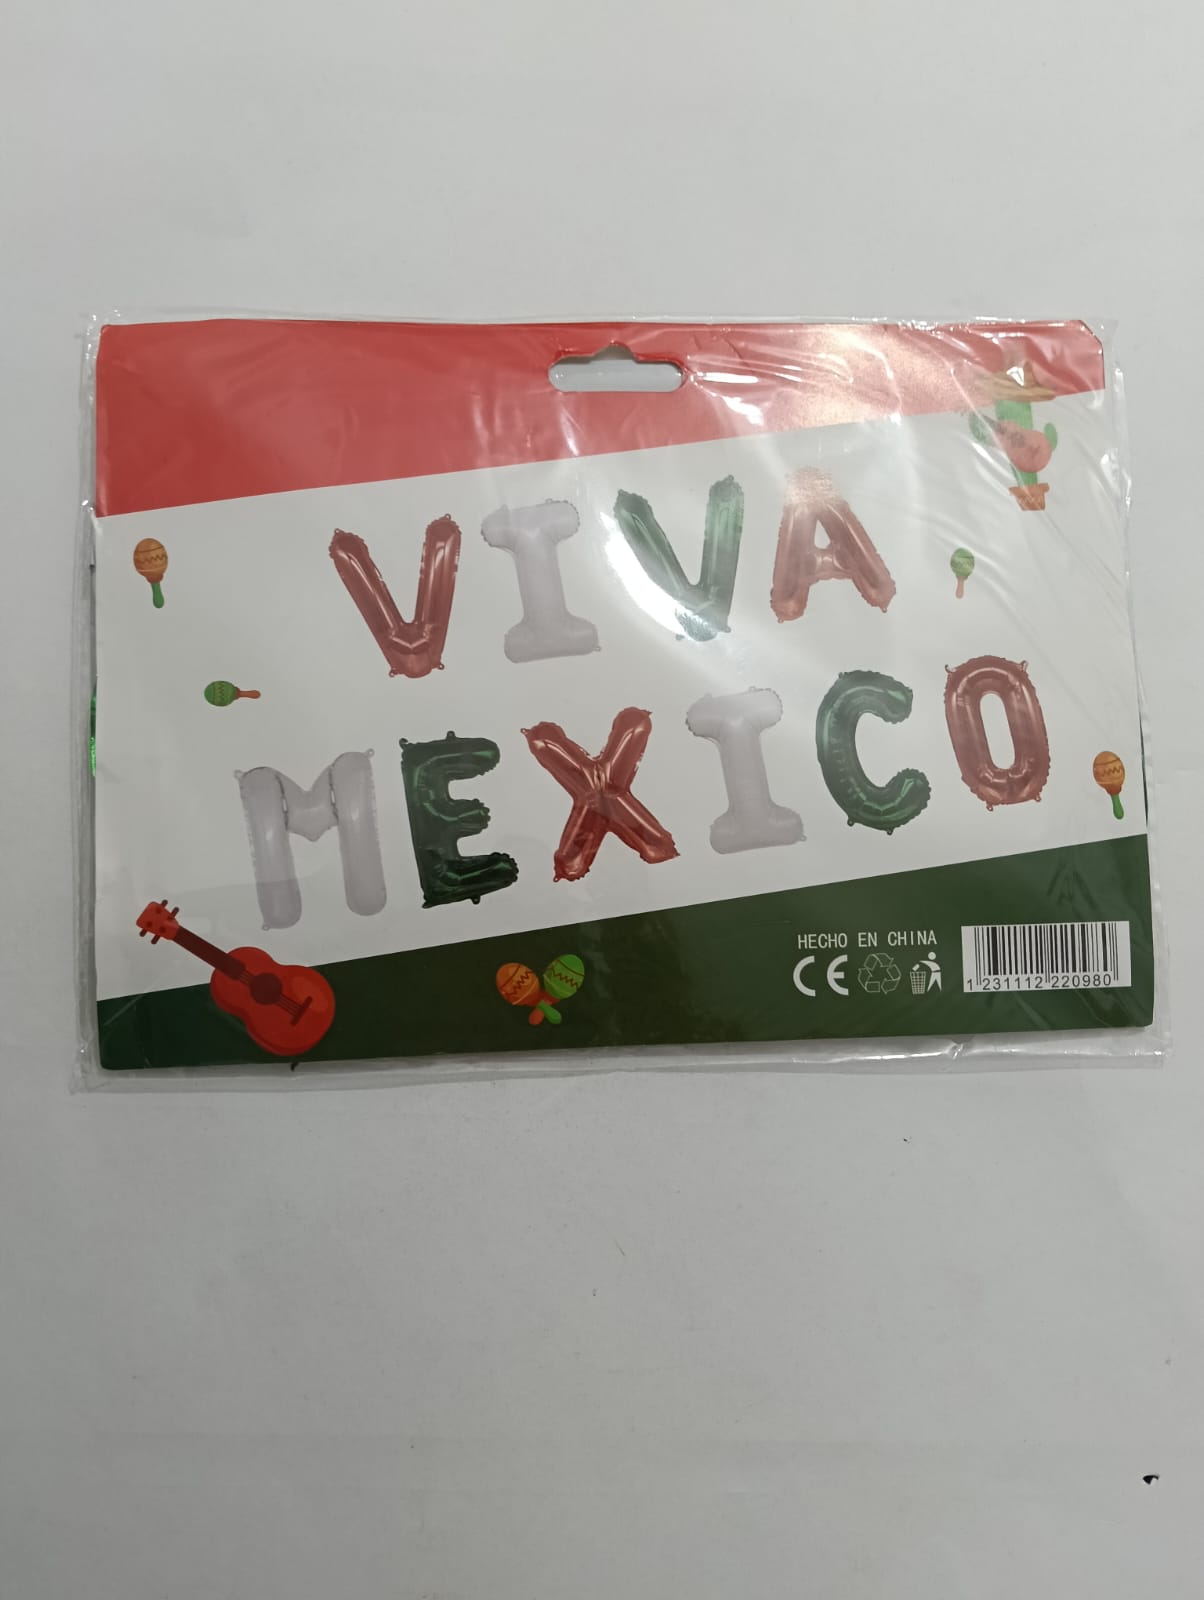 VIVA
MEXICO
HECHO EN CHINA
CE
1 231112 220980